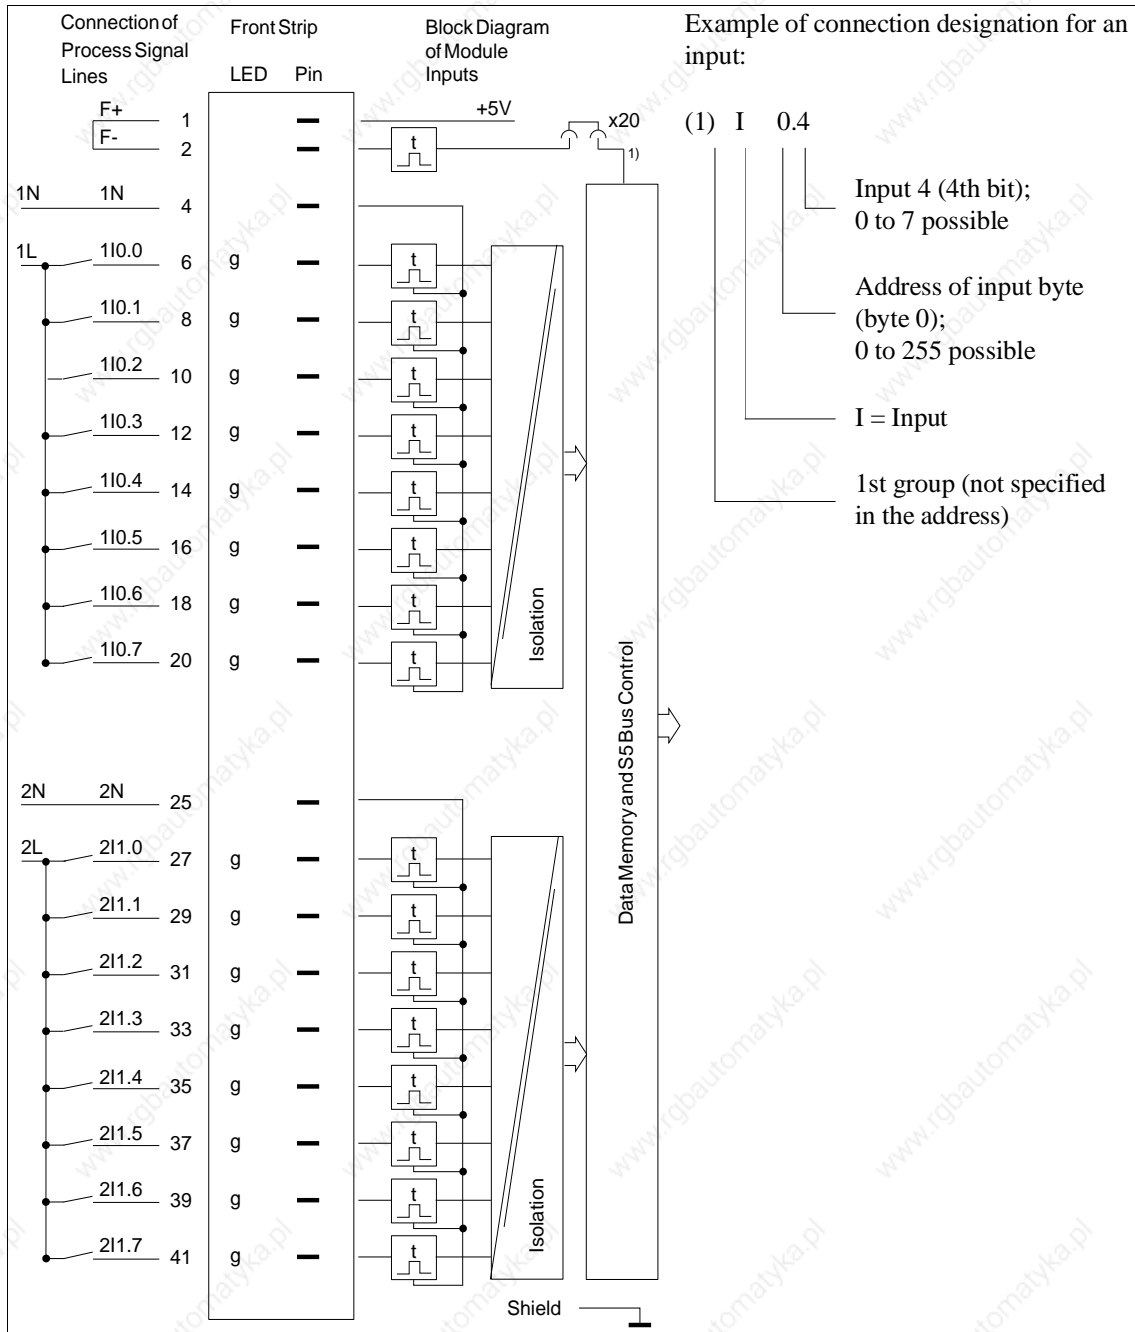 Connection of
Process Signal
Lines
Front Strip
LED Pin
Block Diagram
of Module
Inputs
Example of connection designation for an
input:
F+ 1 +5V x20
F- 2 t 1)
(1) I 0.4
Input 4 (4th bit);
0 to 7 possible
Address of input byte
(byte 0);
0 to 255 possible
I = Input
1st group (not specified
in the address)
1N 1N 4
1L 1I0.0 6 g t
1I0.1 8 g t
1I0.2 10 g t
1I0.3 12 g t
1I0.4 14 g t
1I0.5 16 g t
1I0.6 18 g t
1I0.7 20 g t
Isolation
Data Memory and S5 Bus Control
2N 2N 25
2L 2I1.0 27 g t
2I1.1 29 g t
2I1.2 31 g t
2I1.3 33 g t
2I1.4 35 g t
2I1.5 37 g t
2I1.6 39 g t
2I1.7 41 g t
Isolation
Shield
www.rgbautomatyka.pl